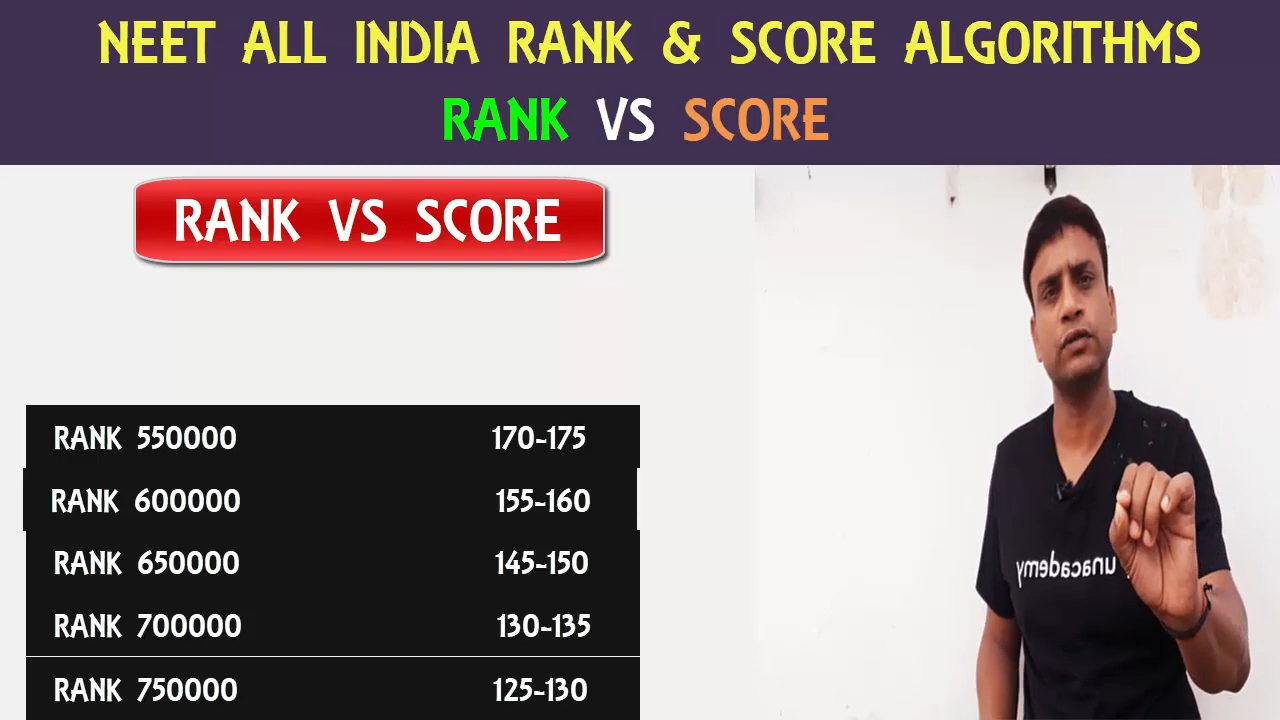 NEET ALL INDIA RANK & SCORE ALGORITHMS
RANK VS SCORE
RANK VS SCORE
RANK 550000 170-175
RANK 600000 155-160
RANK 650000 145-150
RANK 700000 130-135
RANK 750000 125-130
unacademy